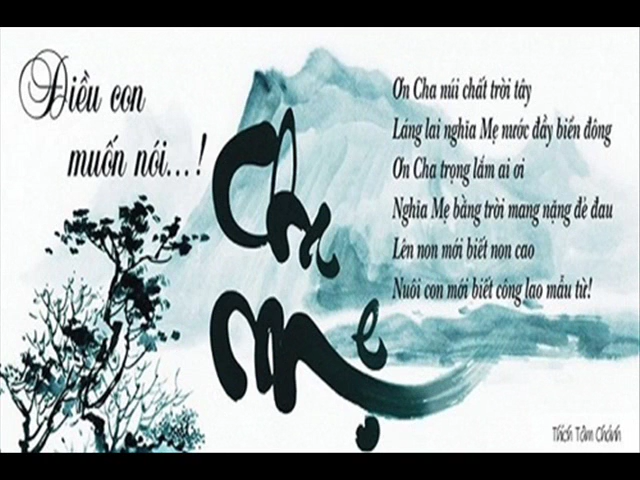 Điều con
muốn nói...!
Cha
Mẹ
Ơn Cha núi chất trời tây
Láng lai nghĩa Mẹ nước đầy biển đông
Ơn Cha trọng lắm ai ơi
Nghĩa Mẹ bằng trời mang nặng đẻ đau
Lên non mới biết non cao
Nuôi con mới biết công lao mẫu từ!
Thích Tâm Chánh